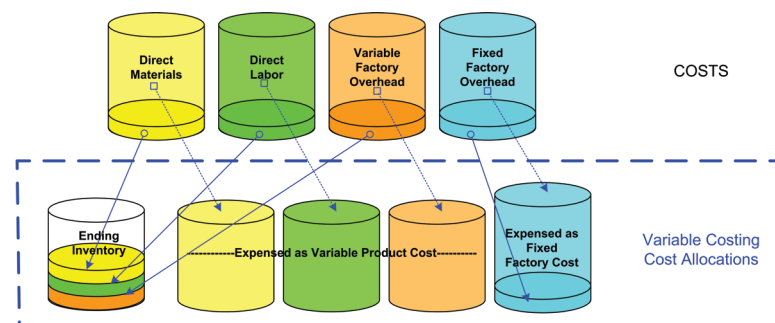 Direct
Materials
Direct
Labor
Variable
Factory
Overhead
Fixed
Factory
Overhead
COSTS
Ending
Inventory
------------Expensed as Variable Product Cost----------
Expensed as
Fixed
Factory Cost
Variable Costing
Cost Allocations